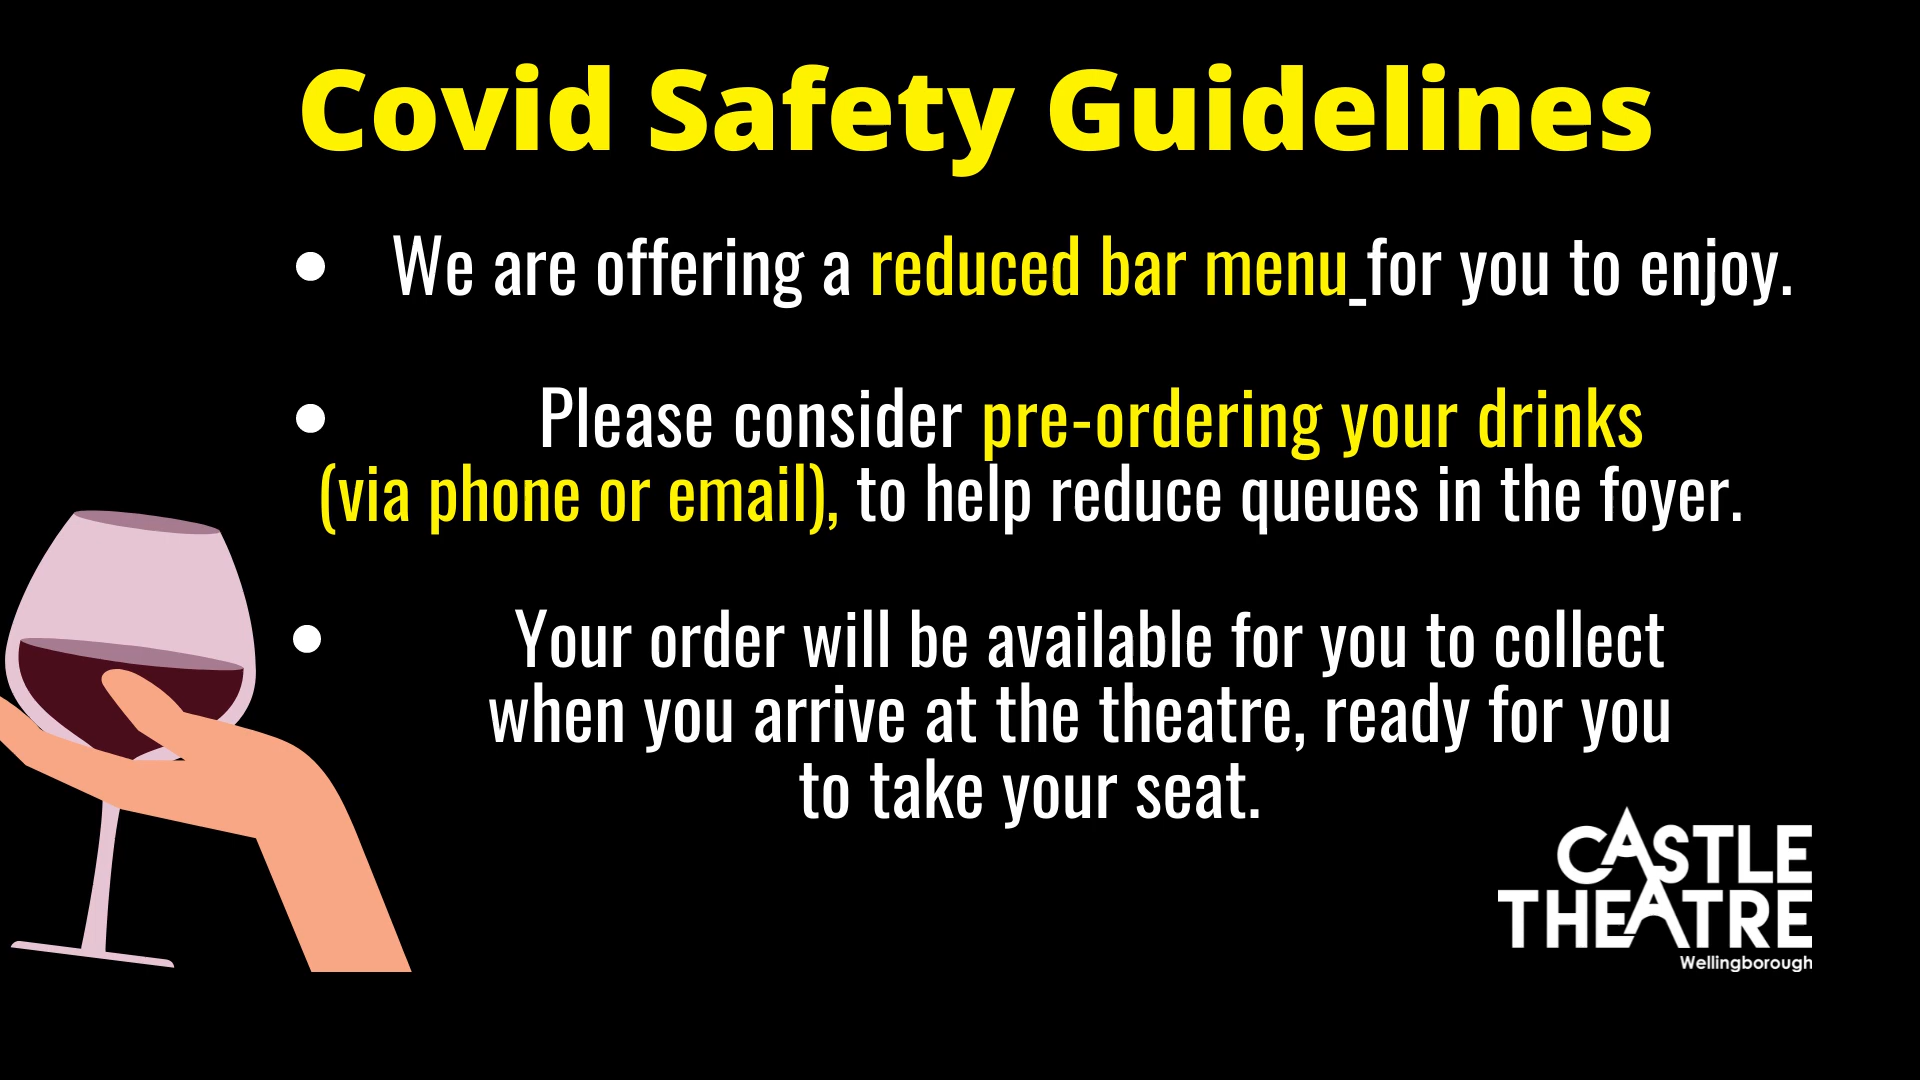 Covid Safety Guidelines
• We are offering a reduced bar menu for you to enjoy.
• Please consider pre-ordering your drinks
(via phone or email), to help reduce queues in the foyer.
• Your order will be available for you to collect
when you arrive at the theatre, ready for you
to take your seat.
CASTLE
THEATRE
Wellingborough